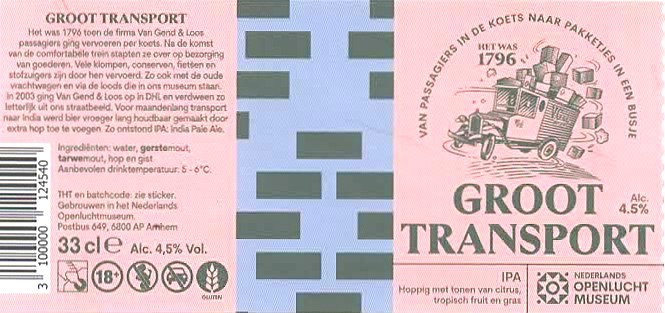 GROOT TRANSPORT
Het was 1796 toen de firma Van Gend & Loos
passagiers ging vervoeren per koets. Na de komst
van de comfortabele trein stapten ze over op bezorging
van goederen. Vele klompen, conserven, fietsen en
stofzuigers zijn door hen vervoerd. Zo ook met de oude
vrachtwagen en via de loods die in ons museum staan.
In 2003 ging Van Gend & Loos op in DHL en verdween zo
letterlijk uit ons straatbeeld. Voor maandenlang transport
naar India werd bier vroeger lang houdbaar gemaakt door
extra hop toe te voegen. Zo ontstond IPA: India Pale Ale.
Ingrediënten: water, gerstemout,
tarwemout, hop en gist
Aanbevolen drinktemperatuur: 5 - 6°C.
THT en batchcode: zie sticker.
Gebrouwen in het Nederlands
Openluchtmuseum.
Postbus 649, 6800 AP Arnhem
33 cl e Alc. 4,5% Vol.
18+
GLUTEN
3 100000 124540
VAN PASSAGIERS IN DE KOETS NAAR PAKKETJES IN EEN BUSJE
HET WAS
1796
GROOT
TRANSPORT
Alc.
4.5%
IPA
Hoppig met tonen van citrus,
tropisch fruit en gras
NEDERLANDS
OPENLUCHT
MUSEUM